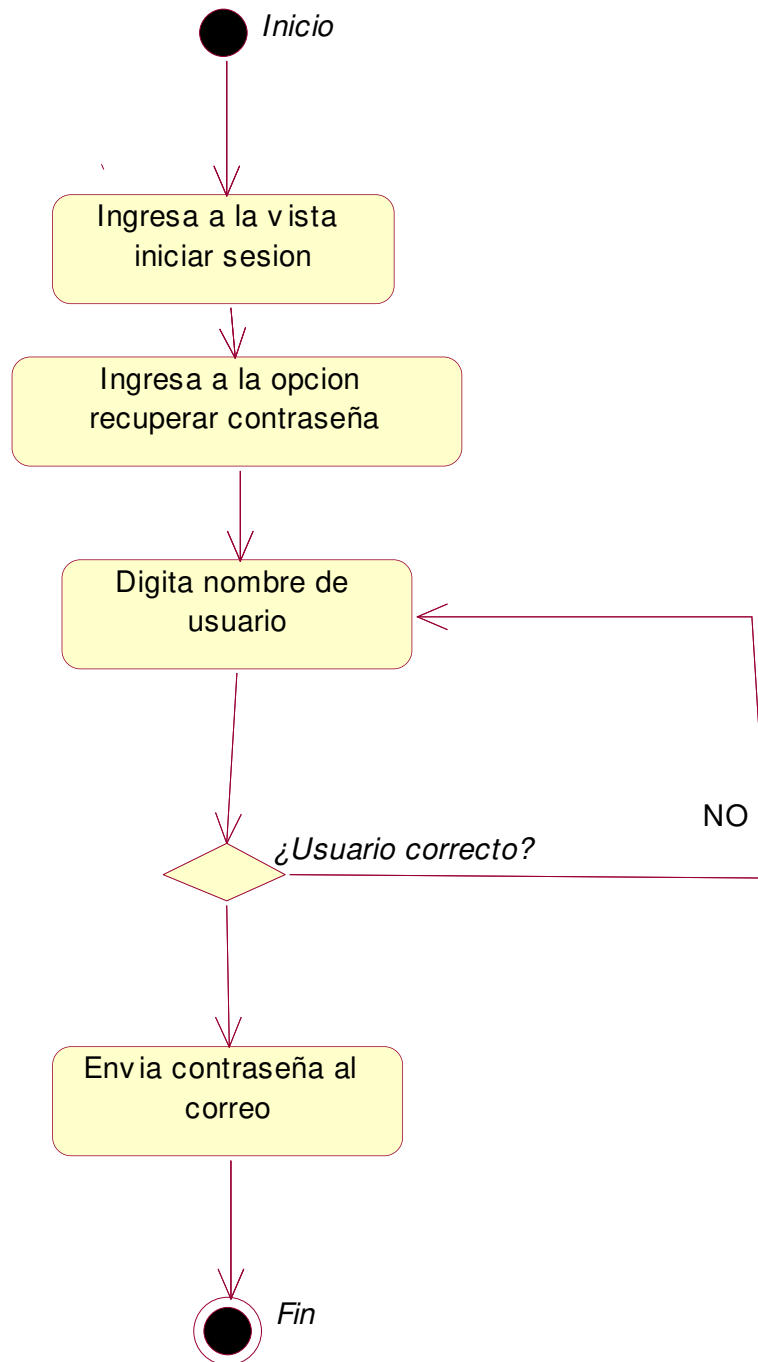 Inicio
Ingresa a la vista
iniciar sesion
Ingresa a la opcion
recuperar contraseña
Digita nombre de
usuario
NO
¿Usuario correcto?
Envia contraseña al
correo
Fin